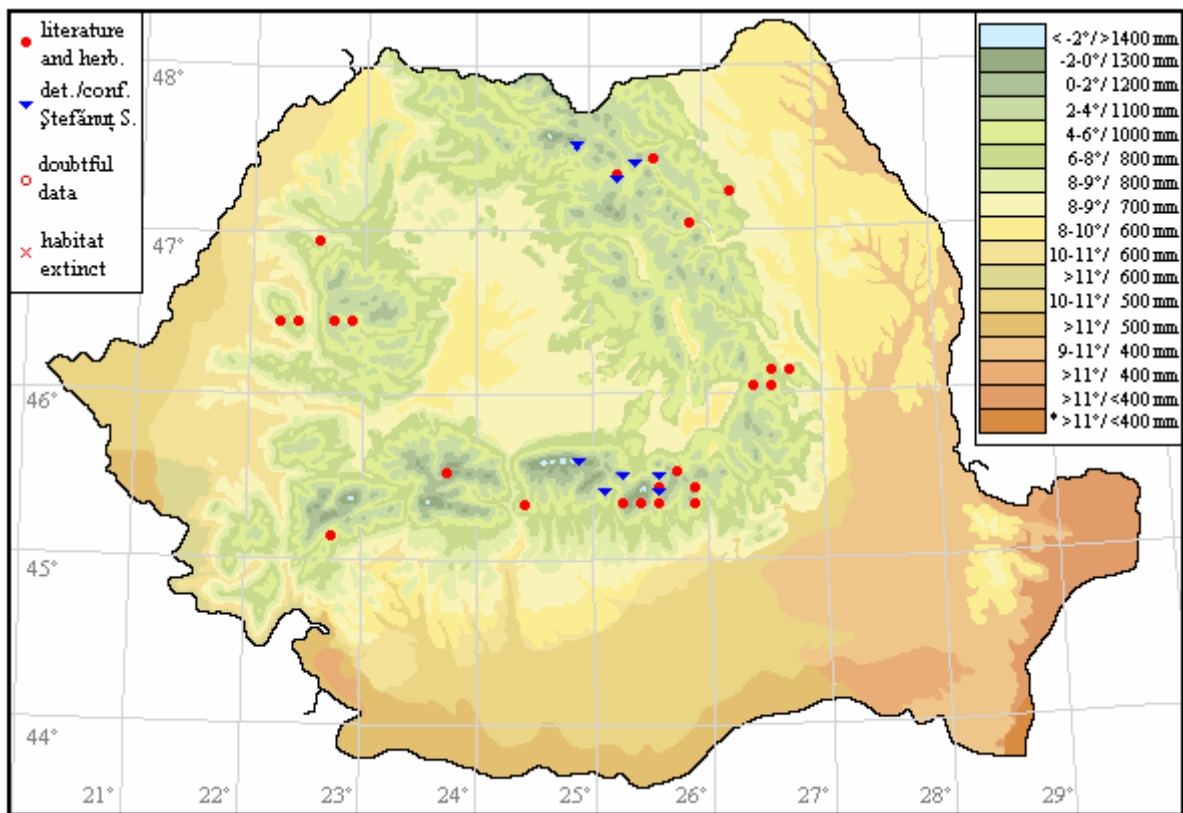 literature
and herb.
det./conf.
Ştefănuţ S.
doubtful
data
habitat
extinct
< -2°/>1400 mm
-2-0°/ 1300 mm
0-2°/ 1200 mm
2-4°/ 1100 mm
4-6°/ 1000 mm
6-8°/ 800 mm
8-9°/ 800 mm
8-9°/ 700 mm
8-10°/ 600 mm
10-11°/ 600 mm
>11°/ 600 mm
10-11°/ 500 mm
>11°/ 500 mm
9-11°/ 400 mm
>11°/ 400 mm
>11°/<400 mm
* >11°/<400 mm
48°
47°
46°
45°
44°
21°
22°
23°
24°
25°
26°
27°
28°
29°